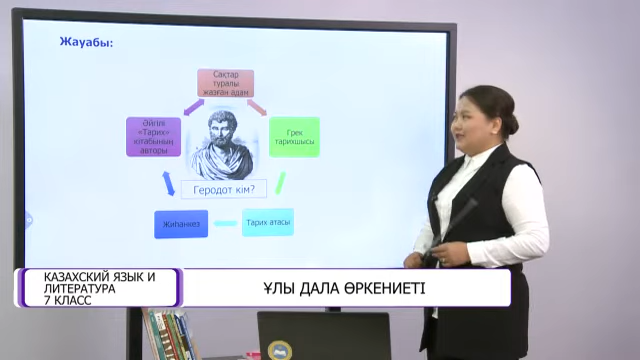 Жауабы:
Сақтар
туралы
жазған адам
Әйгілі
«Тарих»
кітабының
авторы
Грек
тарихшысы
Геродот кім?
Жиһанкез
Тарих атасы
КАЗАХСКИЙ ЯЗЫК И
ЛИТЕРАТУРА
7 КЛАСС
ҰЛЫ ДАЛА ӨРКЕНИЕТІ